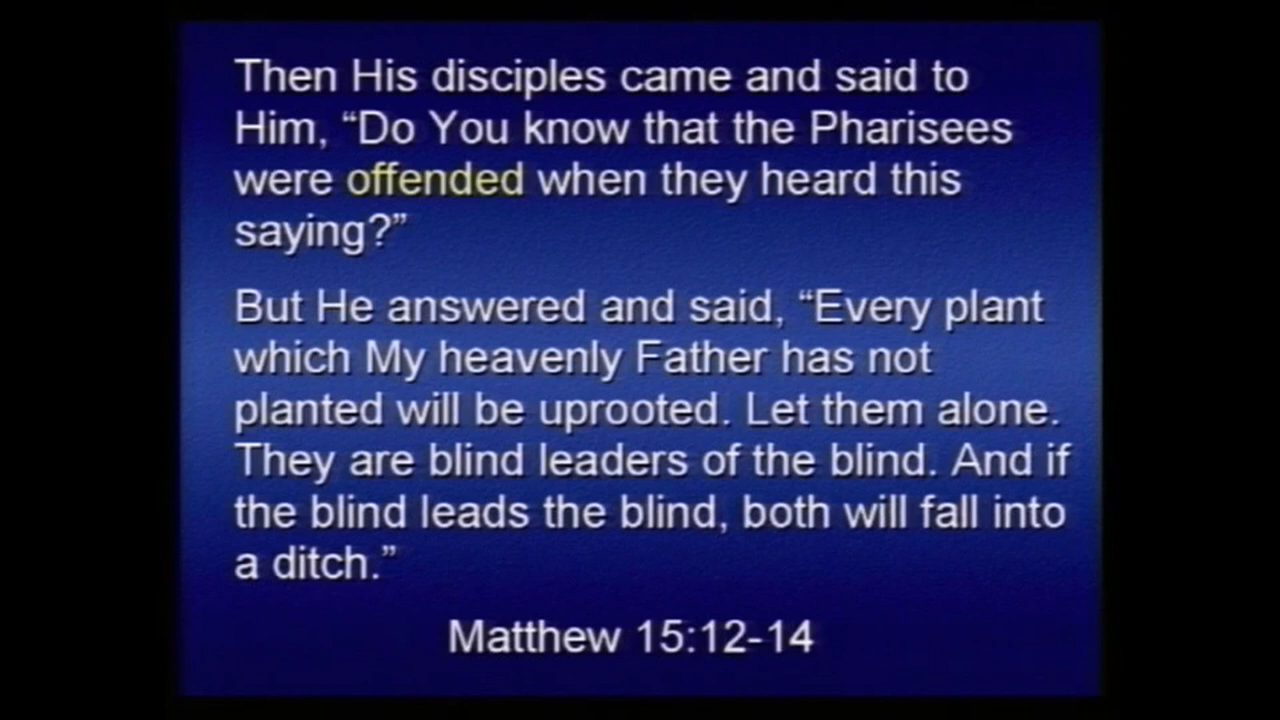 Then His disciples came and said to
Him, “Do You know that the Pharisees
were offended when they heard this
saying?”
But He answered and said, “Every plant
which My heavenly Father has not
planted will be uprooted. Let them alone.
They are blind leaders of the blind. And if
the blind leads the blind, both will fall into
a ditch.”
Matthew 15:12-14